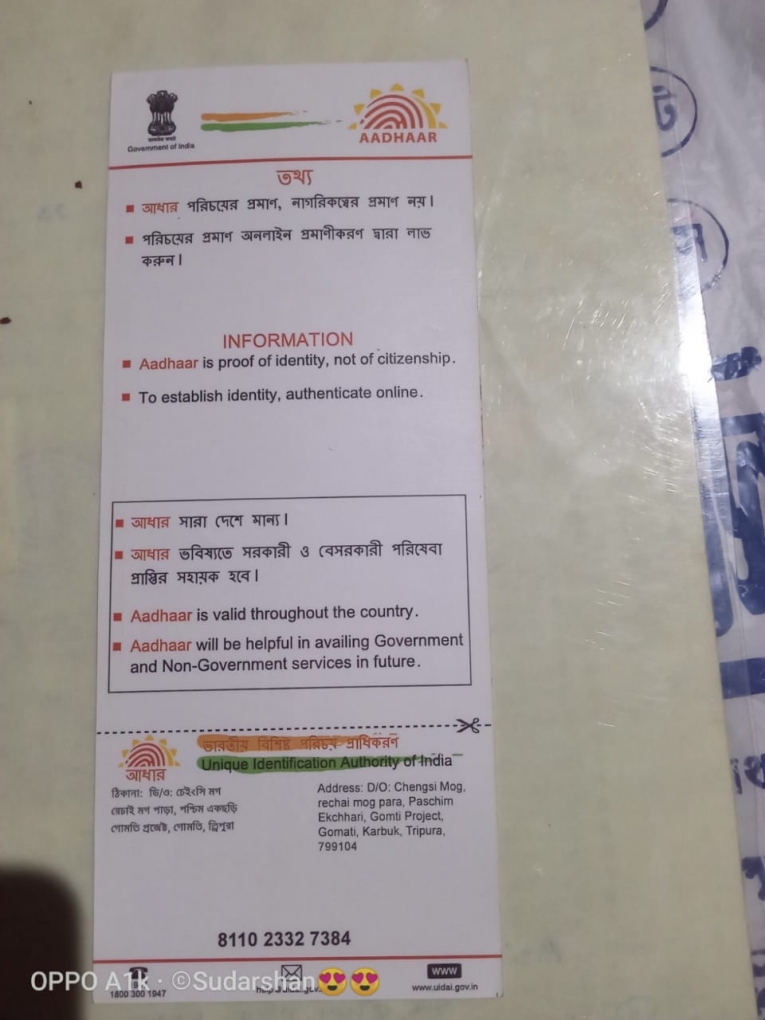 Government of India
AADHAAR
তথ্য
আধার পরিচয়ের প্রমাণ, নাগরিকত্বের প্রমাণ নয়।
পরিচয়ের প্রমাণ অনলাইন প্রমাণীকরণ দ্বারা লাভ
করুন।
INFORMATION
Aadhaar is proof of identity, not of citizenship.
To establish identity, authenticate online.
আধার সারা দেশে মান্য।
আধার ভবিষ্যতে সরকারী ও বেসরকারী পরিষেবা
প্রাপ্তির সহায়ক হবে।
Aadhaar is valid throughout the country.
Aadhaar will be helpful in availing Government
and Non-Government services in future.
ভারতীয় বিশিষ্ট পরিচয় প্রাধিকরণ
Unique Identification Authority of India
আধার
ঠিকানা: ডি/ও: চেইংসি মগ
রেচাই মগ পাড়া, পশ্চিম একছড়ি
গোমতি প্রজেক্ট, গোমতি, ত্রিপুরা
Address: D/O: Chengsi Mog,
rechai mog para, Paschim
Ekchhari, Gomti Project,
Gomati, Karbuk, Tripura,
799104
8110 2332 7384
WWW
1800 300 1947
www.uidai.gov.in
OPPO A1k · ©Sudarshan😍😍